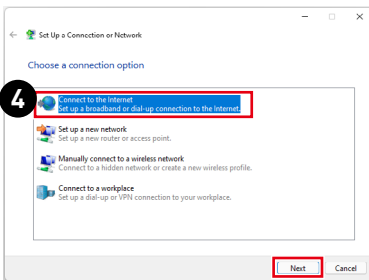 Set Up a Connection or Network
Choose a connection option
4
Connect to the Internet
Set up a broadband or dial-up connection to the Internet.
Set up a new network
Set up a new router or access point.
Manually connect to a wireless network
Connect to a hidden network or create a new wireless profile.
Connect to a workplace
Set up a dial-up or VPN connection to your workplace.
Next Cancel